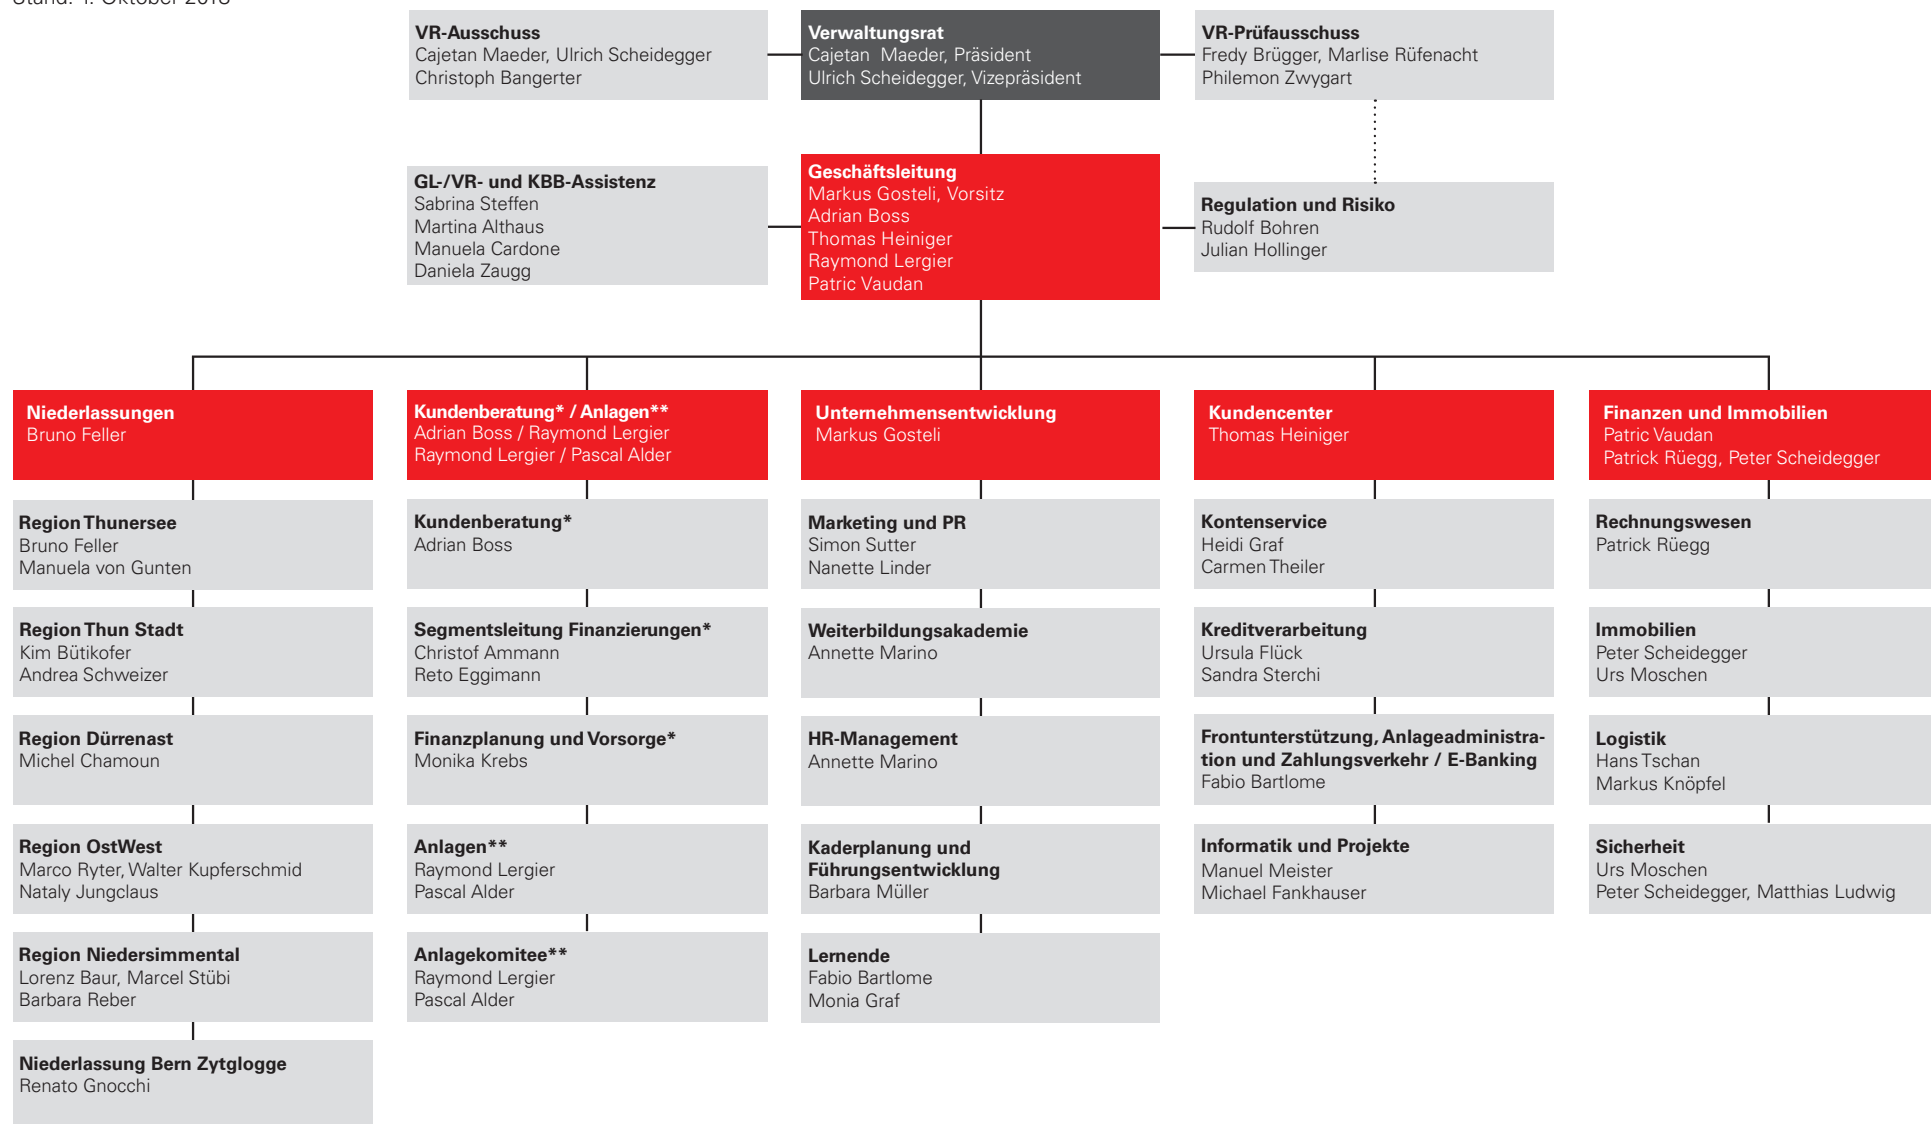 VR-Ausschuss
Cajetan Maeder, Ulrich Scheidegger
Christoph Bangerter
Verwaltungsrat
Cajetan Maeder, Präsident
Ulrich Scheidegger, Vizepräsident
VR-Prüfausschuss
Fredy Brügger, Marlise Rüfenacht
Philemon Zwygart
GL-/VR- und KBB-Assistenz
Sabrina Steffen
Martina Althaus
Manuela Cardone
Daniela Zaugg
Geschäftsleitung
Markus Gosteli, Vorsitz
Adrian Boss
Thomas Heiniger
Raymond Lergier
Patric Vaudan
Regulation und Risiko
Rudolf Bohren
Julian Hollinger
Niederlassungen
Bruno Feller
Region Thunersee
Bruno Feller
Manuela von Gunten
Region Thun Stadt
Kim Bütikofer
Andrea Schweizer
Region Dürrenast
Michel Chamoun
Region OstWest
Marco Ryter, Walter Kupferschmid
Nataly Jungclaus
Region Niedersimmental
Lorenz Baur, Marcel Stübi
Barbara Reber
Niederlassung Bern Zytglogge
Renato Gnocchi
Kundenberatung* / Anlagen**
Adrian Boss / Raymond Lergier
Raymond Lergier / Pascal Alder
Kundenberatung*
Adrian Boss
Segmentsleitung Finanzierungen*
Christof Ammann
Reto Eggimann
Finanzplanung und Vorsorge*
Monika Krebs
Anlagen**
Raymond Lergier
Pascal Alder
Anlagekomitee**
Raymond Lergier
Pascal Alder
Unternehmensentwicklung
Markus Gosteli
Marketing und PR
Simon Sutter
Nanette Linder
Weiterbildungsakademie
Annette Marino
HR-Management
Annette Marino
Kaderplanung und
Führungsentwicklung
Barbara Müller
Lernende
Fabio Bartlome
Monia Graf
Kundencenter
Thomas Heiniger
Kontenservice
Heidi Graf
Carmen Theiler
Kreditverarbeitung
Ursula Flück
Sandra Sterchi
Frontunterstützung, Anlageadministra-
tion und Zahlungsverkehr / E-Banking
Fabio Bartlome
Informatik und Projekte
Manuel Meister
Michael Fankhauser
Finanzen und Immobilien
Patric Vaudan
Patrick Rüegg, Peter Scheidegger
Rechnungswesen
Patrick Rüegg
Immobilien
Peter Scheidegger
Urs Moschen
Logistik
Hans Tschan
Markus Knöpfel
Sicherheit
Urs Moschen
Peter Scheidegger, Matthias Ludwig